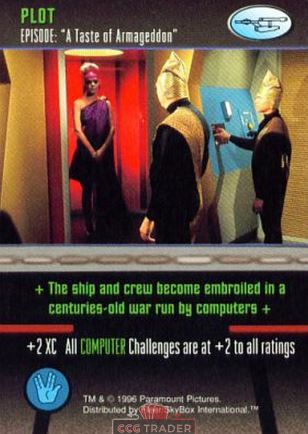 PLOT
EPISODE: "A Taste of Armageddon"
+ The ship and crew become embroiled in a
centuries-old war run by computers +
+2 XC All COMPUTER Challenges are at +2 to all ratings
TM & © 1996 Paramount Pictures.
Distributed by SkyBox International.™
CCG TRADER